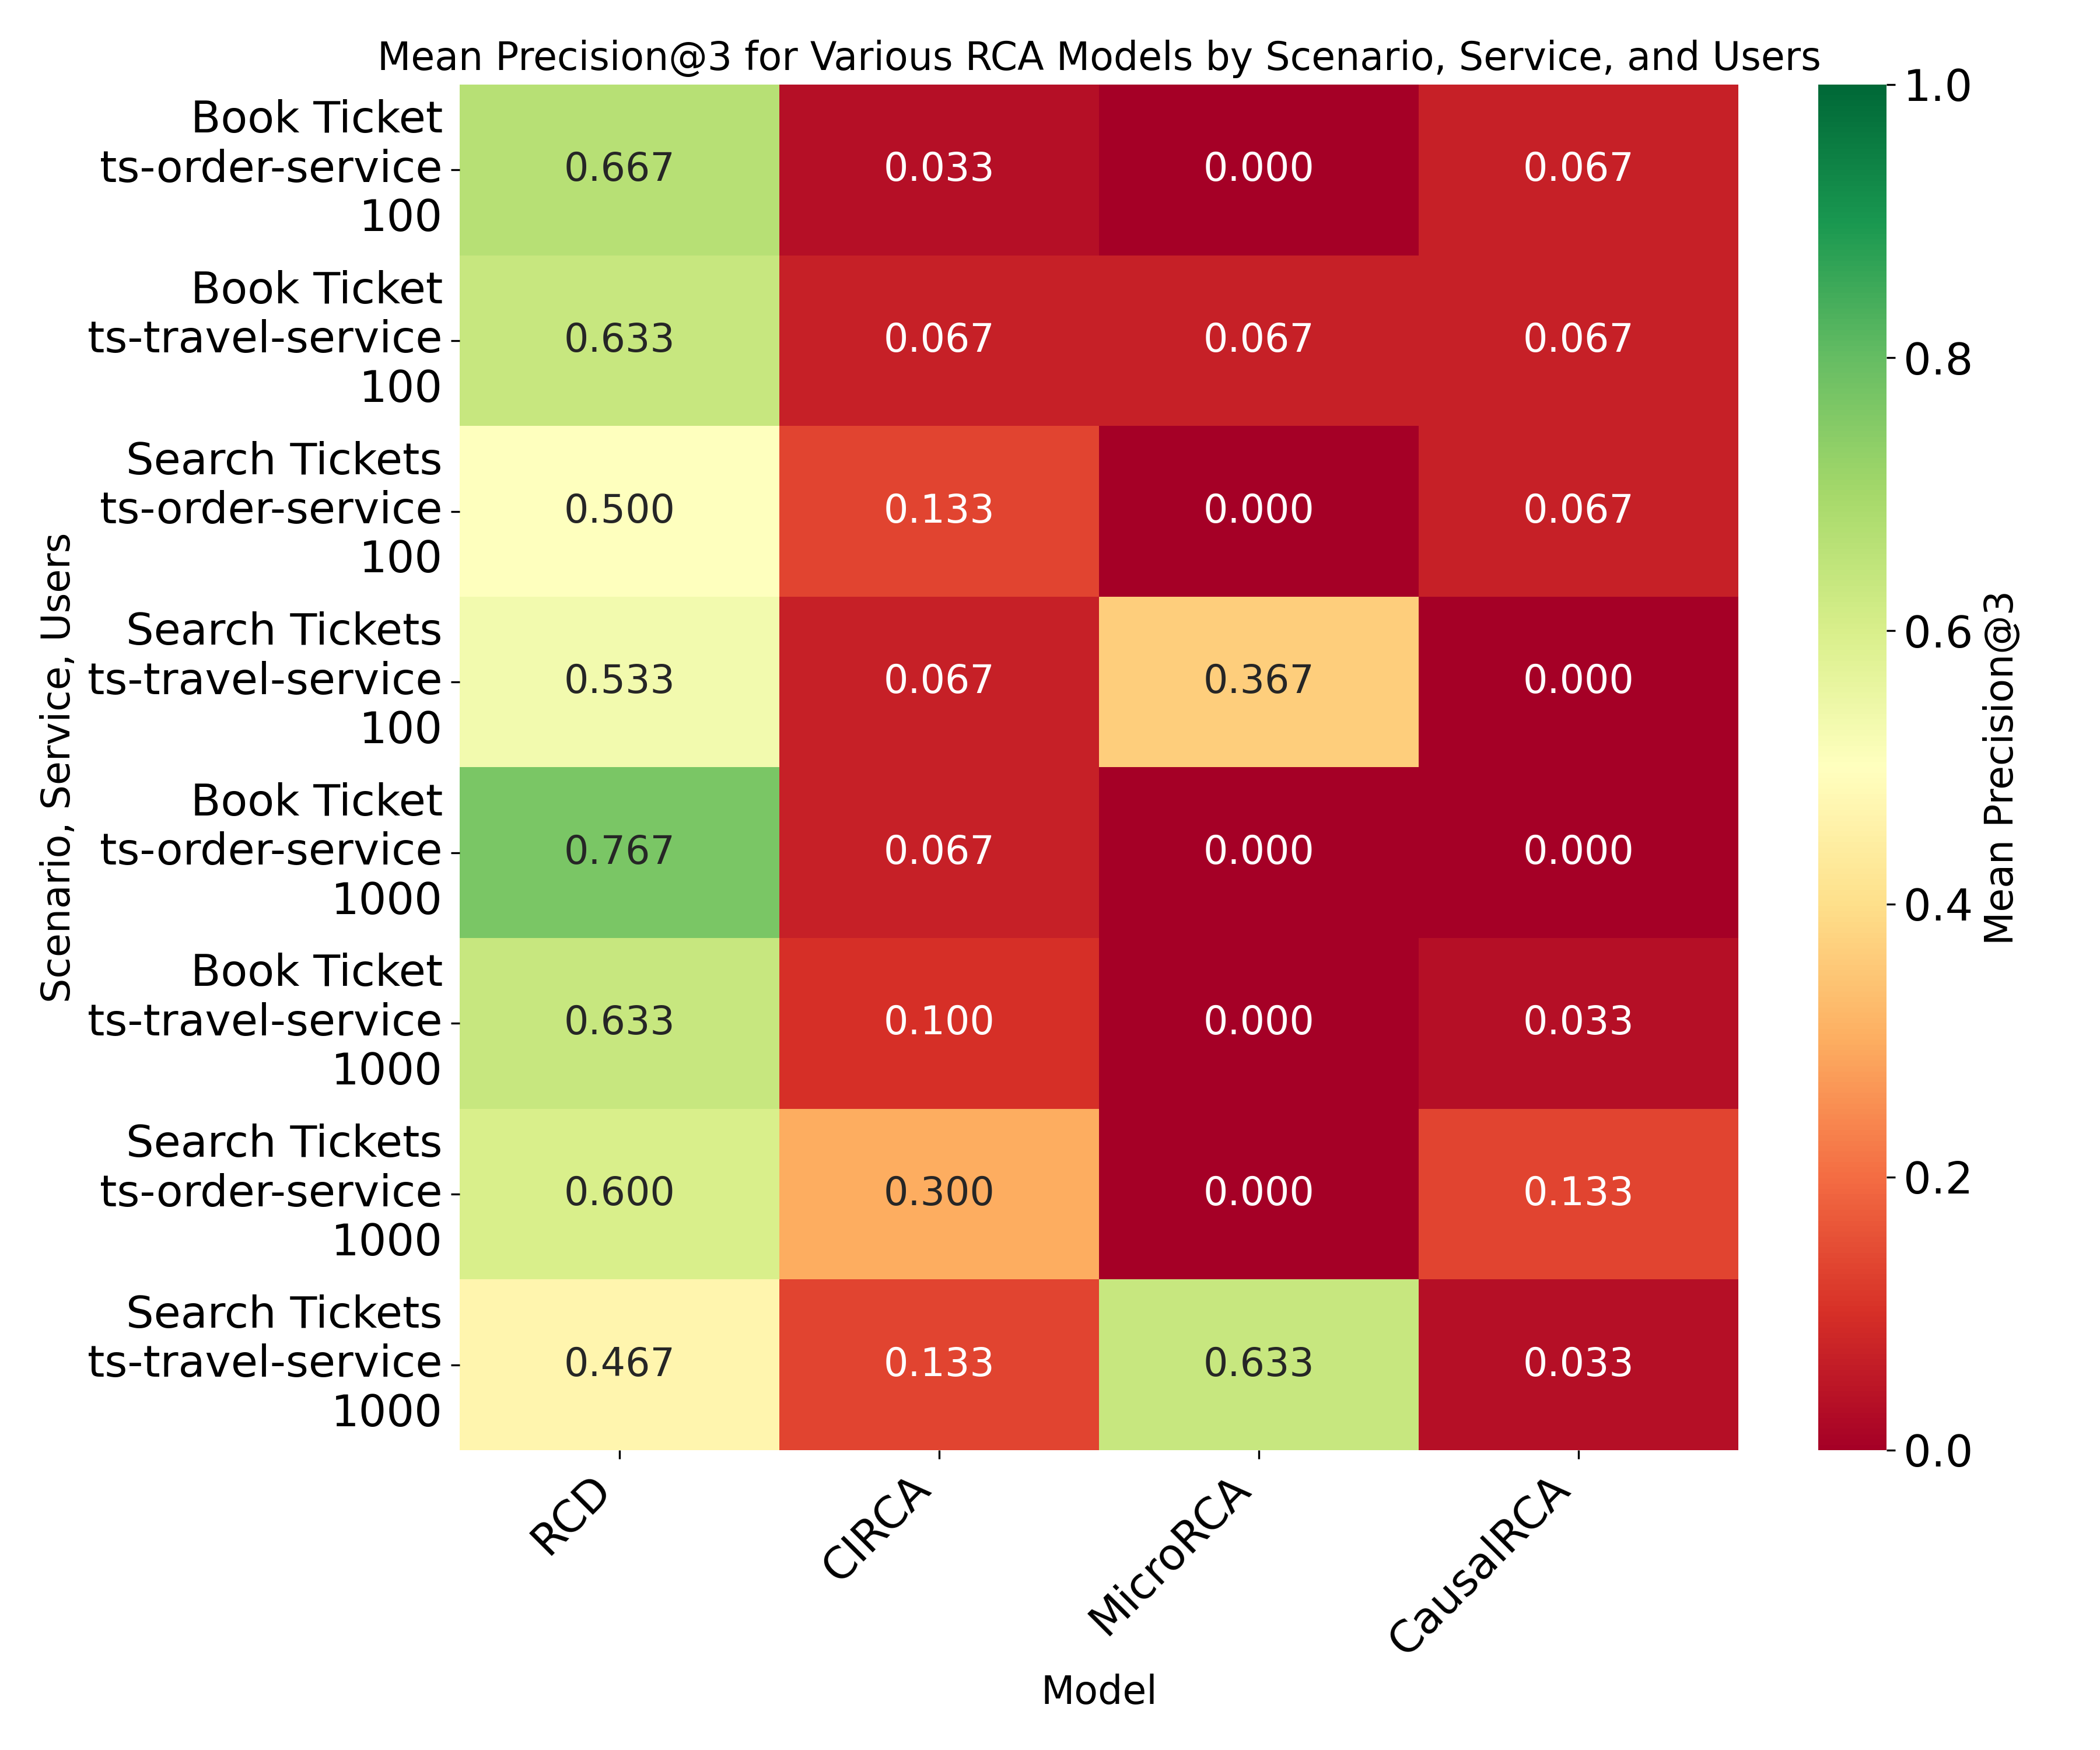 Mean Precision@3 for Various RCA Models by Scenario, Service, and Users
Scenario, Service, Users
Book Ticket
ts-order-service
100
0.667 0.033 0.000 0.067
Book Ticket
ts-travel-service
100
0.633 0.067 0.067 0.067
Search Tickets
ts-order-service
100
0.500 0.133 0.000 0.067
Search Tickets
ts-travel-service
100
0.533 0.067 0.367 0.000
Book Ticket
ts-order-service
1000
0.767 0.067 0.000 0.000
Book Ticket
ts-travel-service
1000
0.633 0.100 0.000 0.033
Search Tickets
ts-order-service
1000
0.600 0.300 0.000 0.133
Search Tickets
ts-travel-service
1000
0.467 0.133 0.633 0.033
RCD
CIRCA
MicroRCA
CausalRCA
Model
1.0
0.8
0.6
0.4
0.2
0.0
Mean Precision@3